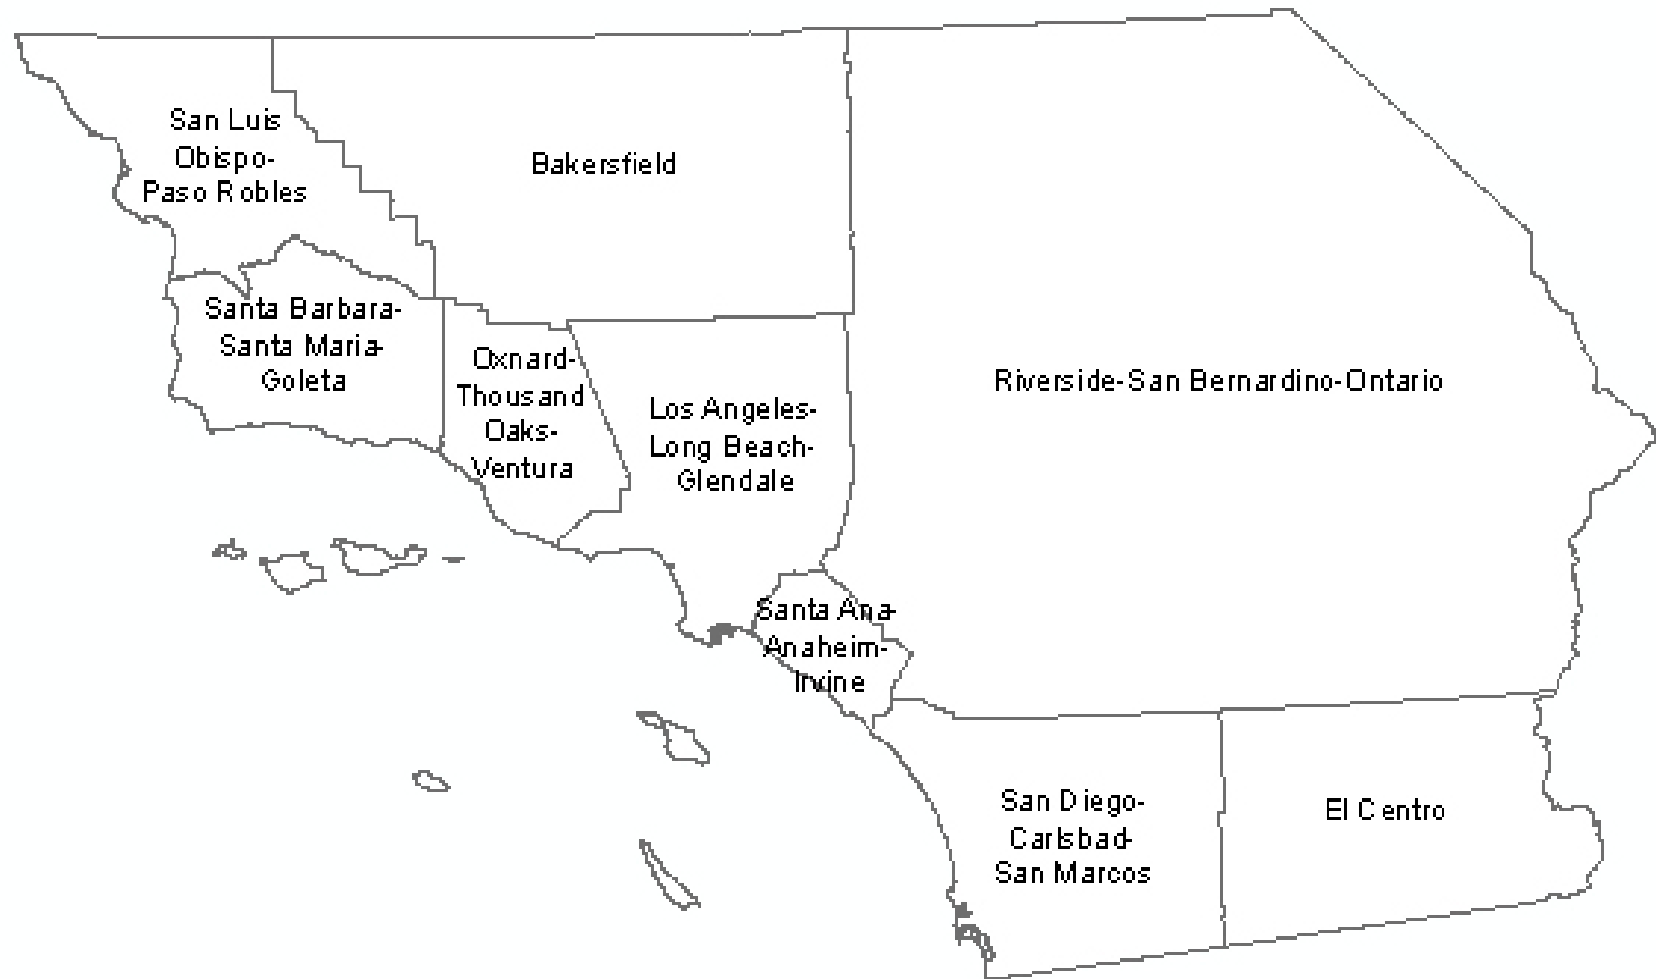 San Luis
Obispo-
Paso Robles
Bakersfield
Santa Barbara-
Santa Maria-
Goleta
Oxnard-
Thousand
Oaks-
Ventura
Los Angeles-
Long Beach-
Glendale
Riverside-San Bernardino-Ontario
Santa Ana-
Anaheim-
Irvine
San Diego-
Carlsbad-
San Marcos
El Centro